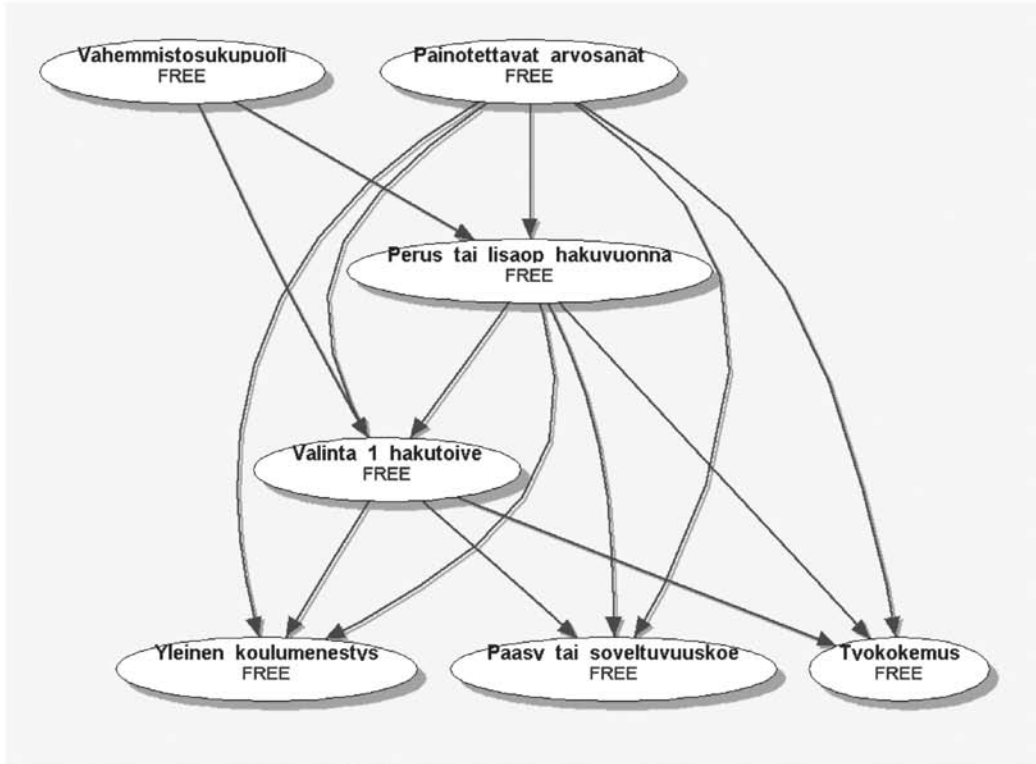 Vahemmistosukupuoli
FREE
Painotettavat arvosanat
FREE
Perus tai lisaop hakuvuonna
FREE
Valinta 1 hakutoive
FREE
Yleinen koulumenestys
FREE
Paasy tai soveltuvuuskoe
FREE
Tyokokemus
FREE